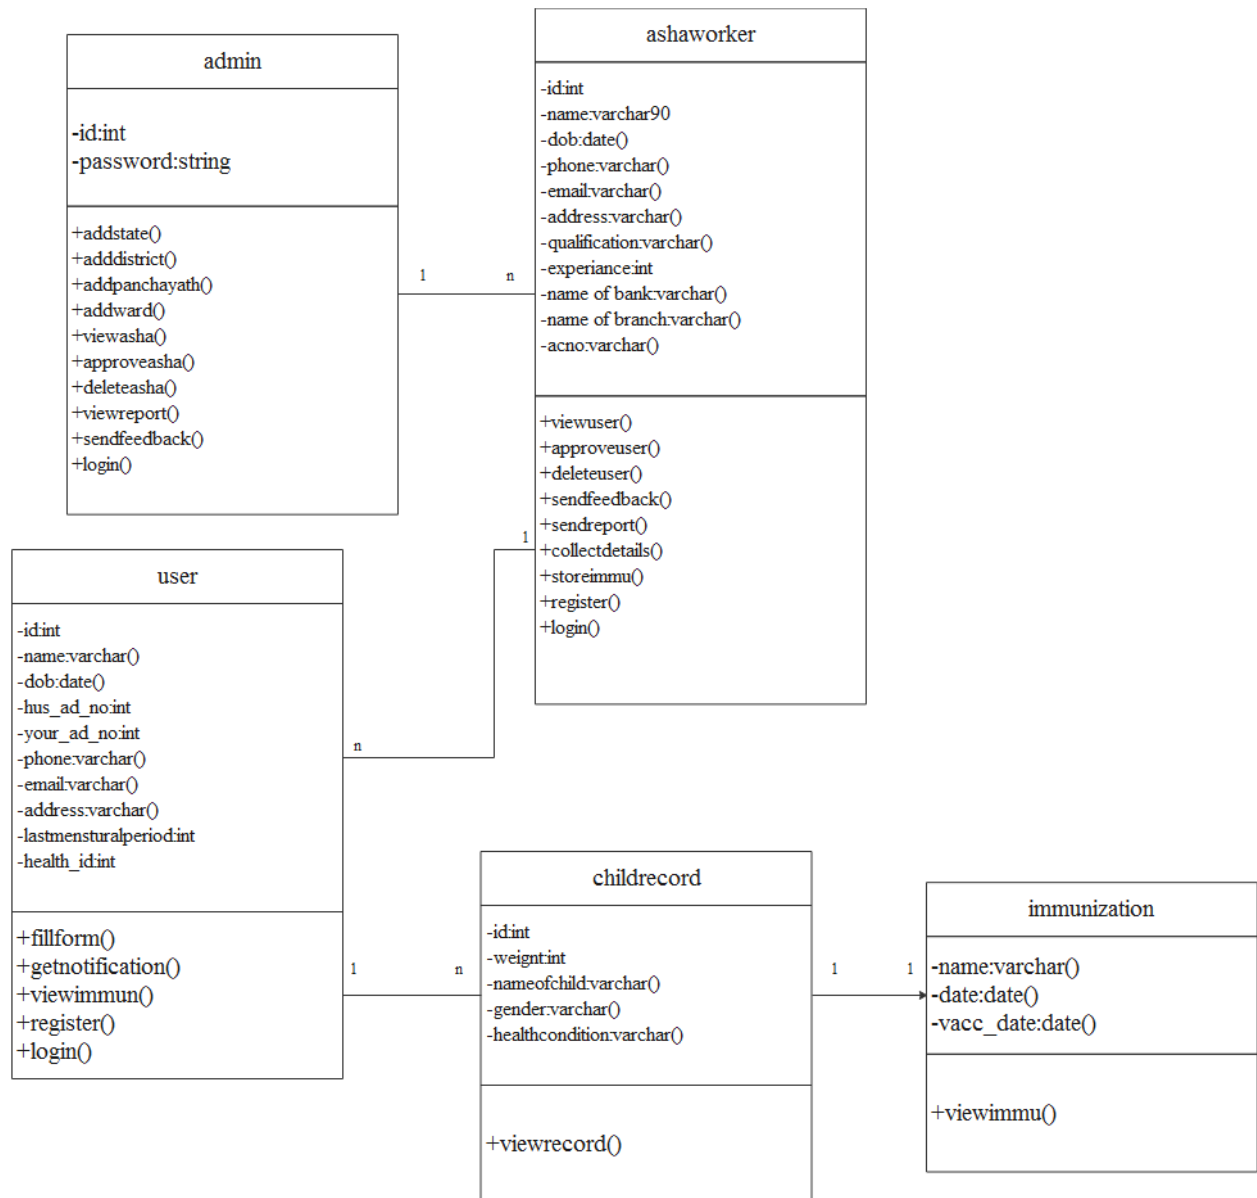 admin
-id:int
-password:string
+addstate()
+adddistrict()
+addpanchayath()
+addward()
+viewasha()
+approveasha()
+deleteasha()
+viewreport()
+sendfeedback()
+login()
1
n
ashaworker
-id:int
-name:varchar90
-dob:date()
-phone:varchar()
-email:varchar()
-address:varchar()
-qualification:varchar()
-experiance:int
-name of bank:varchar()
-name of branch:varchar()
-acno:varchar()
+viewuser()
+approveuser()
+deleteuser()
+sendfeedback()
+sendreport()
+collectdetails()
+storeimmu()
+register()
+login()
1
n
user
-id:int
-name:varchar()
-dob:date()
-hus_ad_no:int
-your_ad_no:int
-phone:varchar()
-email:varchar()
-address:varchar()
-lastmensturalperiod:int
-health_id:int
+fillform()
+getnotification()
+viewimmun()
+register()
+login()
1
n
childrecord
-id:int
-weignt:int
-nameofchild:varchar()
-gender:varchar()
-healthcondition:varchar()
+viewrecord()
1
1
immunization
-name:varchar()
-date:date()
-vacc_date:date()
+viewimmu()